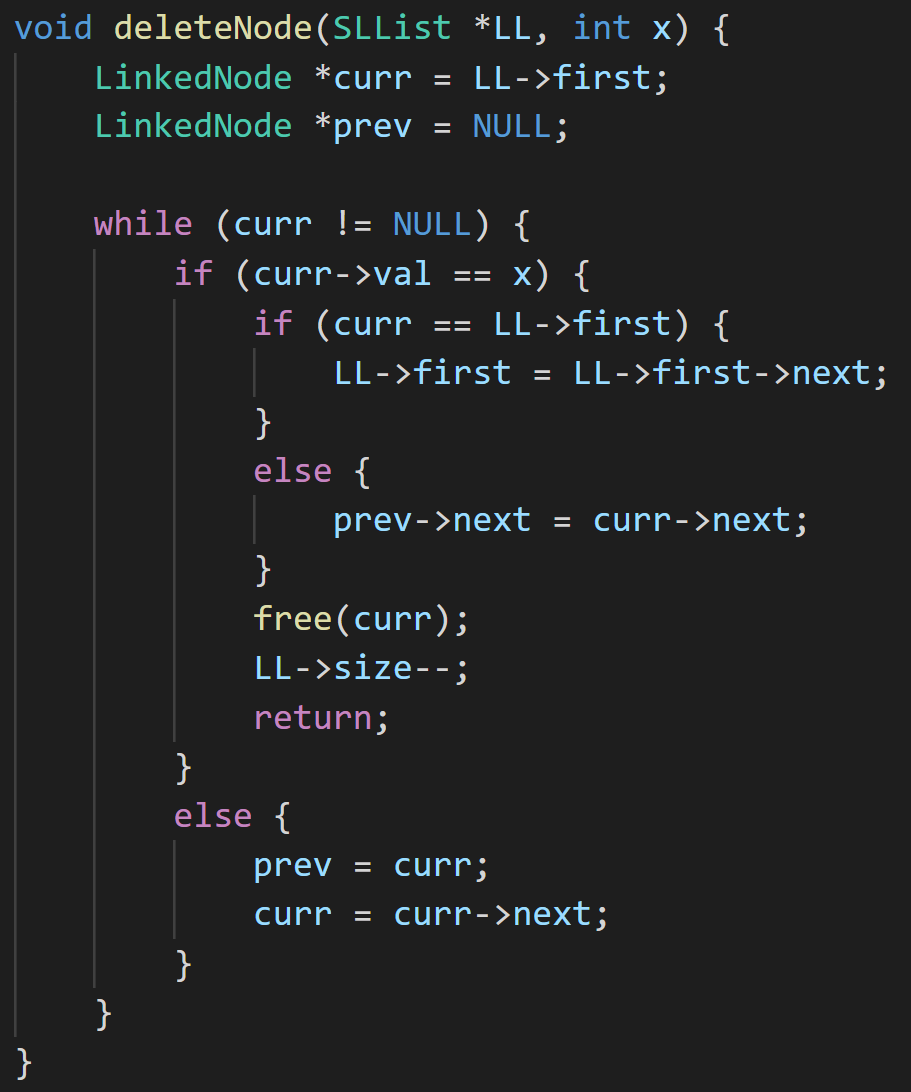 void deleteNode(SLList *LL, int x) {
    LinkedNode *curr = LL->first;
    LinkedNode *prev = NULL;

    while (curr != NULL) {
        if (curr->val == x) {
            if (curr == LL->first) {
                LL->first = LL->first->next;
            }
            else {
                prev->next = curr->next;
            }
            free(curr);
            LL->size--;
            return;
        }
        else {
            prev = curr;
            curr = curr->next;
        }
    }
}